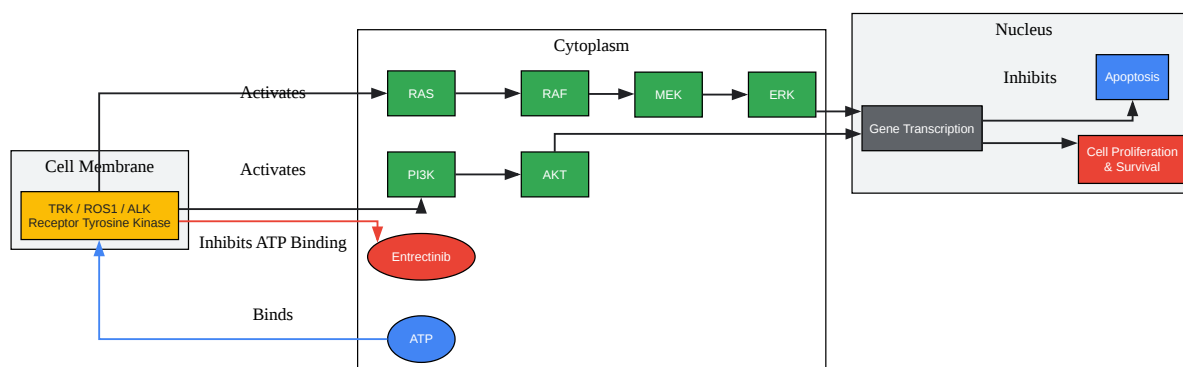 Cell Membrane
TRK / ROS1 / ALK
Receptor Tyrosine Kinase
Activates
Activates
Inhibits ATP Binding
Binds
Cytoplasm
RAS
RAF
MEK
ERK
PI3K
AKT
Entrectinib
ATP
Nucleus
Inhibits
Apoptosis
Gene Transcription
Cell Proliferation
& Survival